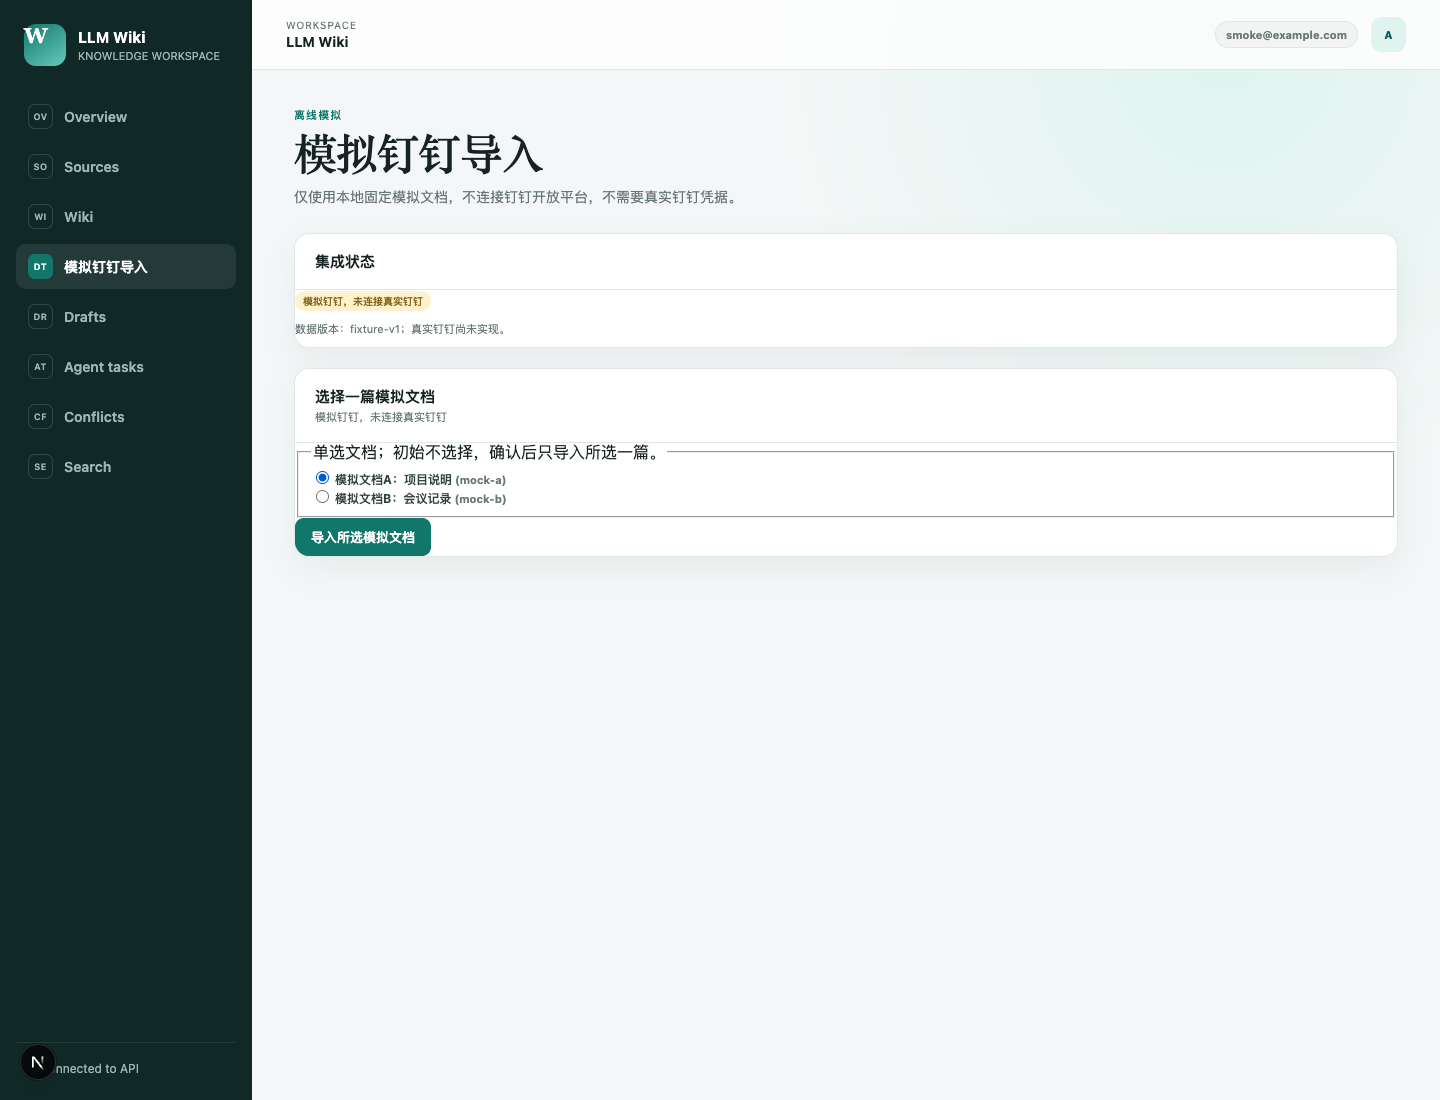 W
LLM Wiki
KNOWLEDGE WORKSPACE
OV Overview
SO Sources
WI Wiki
DT 模拟钉钉导入
DR Drafts
AT Agent tasks
CF Conflicts
SE Search
N
nnected to API
WORKSPACE
LLM Wiki
smoke@example.com
A
离线模拟
模拟钉钉导入
仅使用本地固定模拟文档，不连接钉钉开放平台，不需要真实钉钉凭据。
集成状态
模拟钉钉，未连接真实钉钉
数据版本：fixture-v1；真实钉钉尚未实现。
选择一篇模拟文档
模拟钉钉，未连接真实钉钉
单选文档；初始不选择，确认后只导入所选一篇。
模拟文档A：项目说明 (mock-a)
模拟文档B：会议记录 (mock-b)
导入所选模拟文档